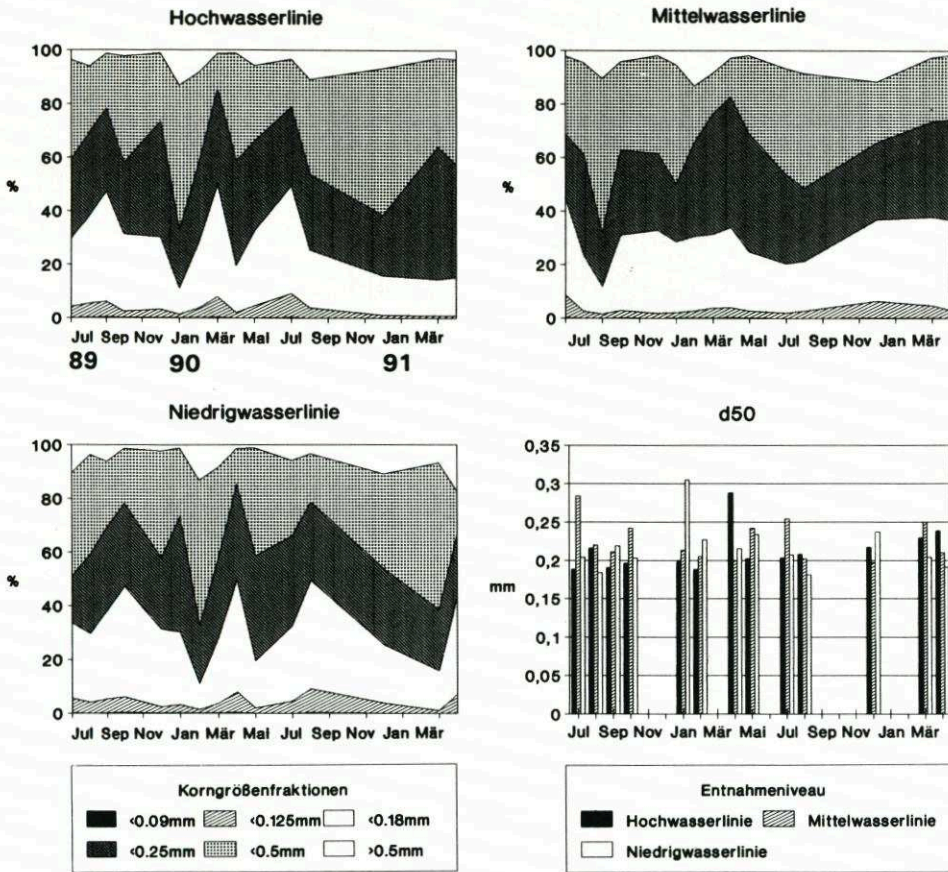 Hochwasserlinie
100
80
60
%
40
20
0
Jul Sep Nov Jan Mär Mai Jul Sep Nov Jan Mär
89 90 91
Mittelwasserlinie
100
80
60
%
40
20
0
Jul Sep Nov Jan Mär Mai Jul Sep Nov Jan Mär
Niedrigwasserlinie
100
80
60
%
40
20
0
Jul Sep Nov Jan Mär Mai Jul Sep Nov Jan Mär
d50
0,35
0,3
0,25
0,2
mm
0,15
0,1
0,05
0
Jul Sep Nov Jan Mär Mai Jul Sep Nov Jan Mär
Korngrößenfraktionen
<0.09mm <0.125mm <0.18mm
<0.25mm <0.5mm >0.5mm
Entnahmeniveau
Hochwasserlinie Mittelwasserlinie
Niedrigwasserlinie